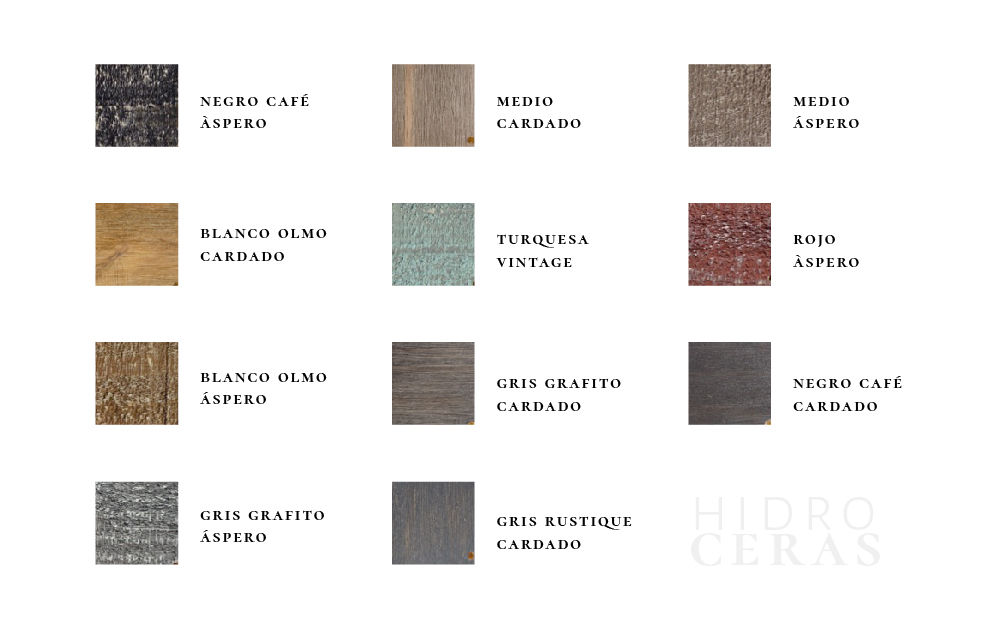 NEGRO CAFÉ
ÀSPERO
MEDIO
CARDADO
MEDIO
ÁSPERO
BLANCO OLMO
CARDADO
TURQUESA
VINTAGE
ROJO
ÀSPERO
BLANCO OLMO
ÁSPERO
GRIS GRAFITO
CARDADO
NEGRO CAFÉ
CARDADO
GRIS GRAFITO
ÁSPERO
GRIS RUSTIQUE
CARDADO
HIDRO
CERAS